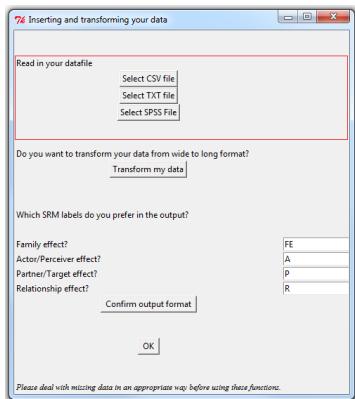 Inserting and transforming your data
Read in your datafile
Select CSV file
Select TXT file
Select SPSS File
Do you want to transform your data from wide to long format?
Transform my data
Which SRM labels do you prefer in the output?
Family effect? FE
Actor/Perceiver effect? A
Partner/Target effect? P
Relationship effect? R
Confirm output format
OK
Please deal with missing data in an appropriate way before using these functions.